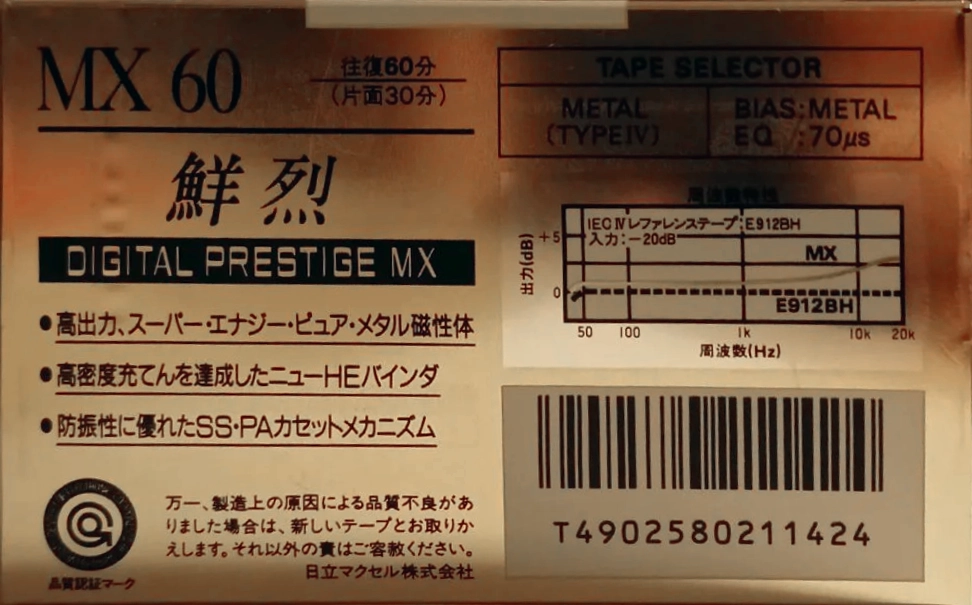 MX 60
往復60分
(片面30分)
鮮烈
DIGITAL PRESTIGE MX
●高出力、スーパー・エナジー・ピュア・メタル磁性体
●高密度充てんを達成したニューHEバインダ
●防振性に優れたSS・PAカセットメカニズム
万一、製造上の原因による品質不良があ
りました場合は、新しいテープとお取りか
えします。それ以外の責はご容赦ください。
日立マクセル株式会社
品質認証マーク
TAPE SELECTOR
METAL
(TYPEⅣ)
BIAS:METAL
EQ :70μs
周波数特性
IECⅣレファレンステープ:E912BH
入力:-20dB
出力(dB)
+5
0
MX
E912BH
50 100 1k 10k 20k
周波数(Hz)
T4902580211424